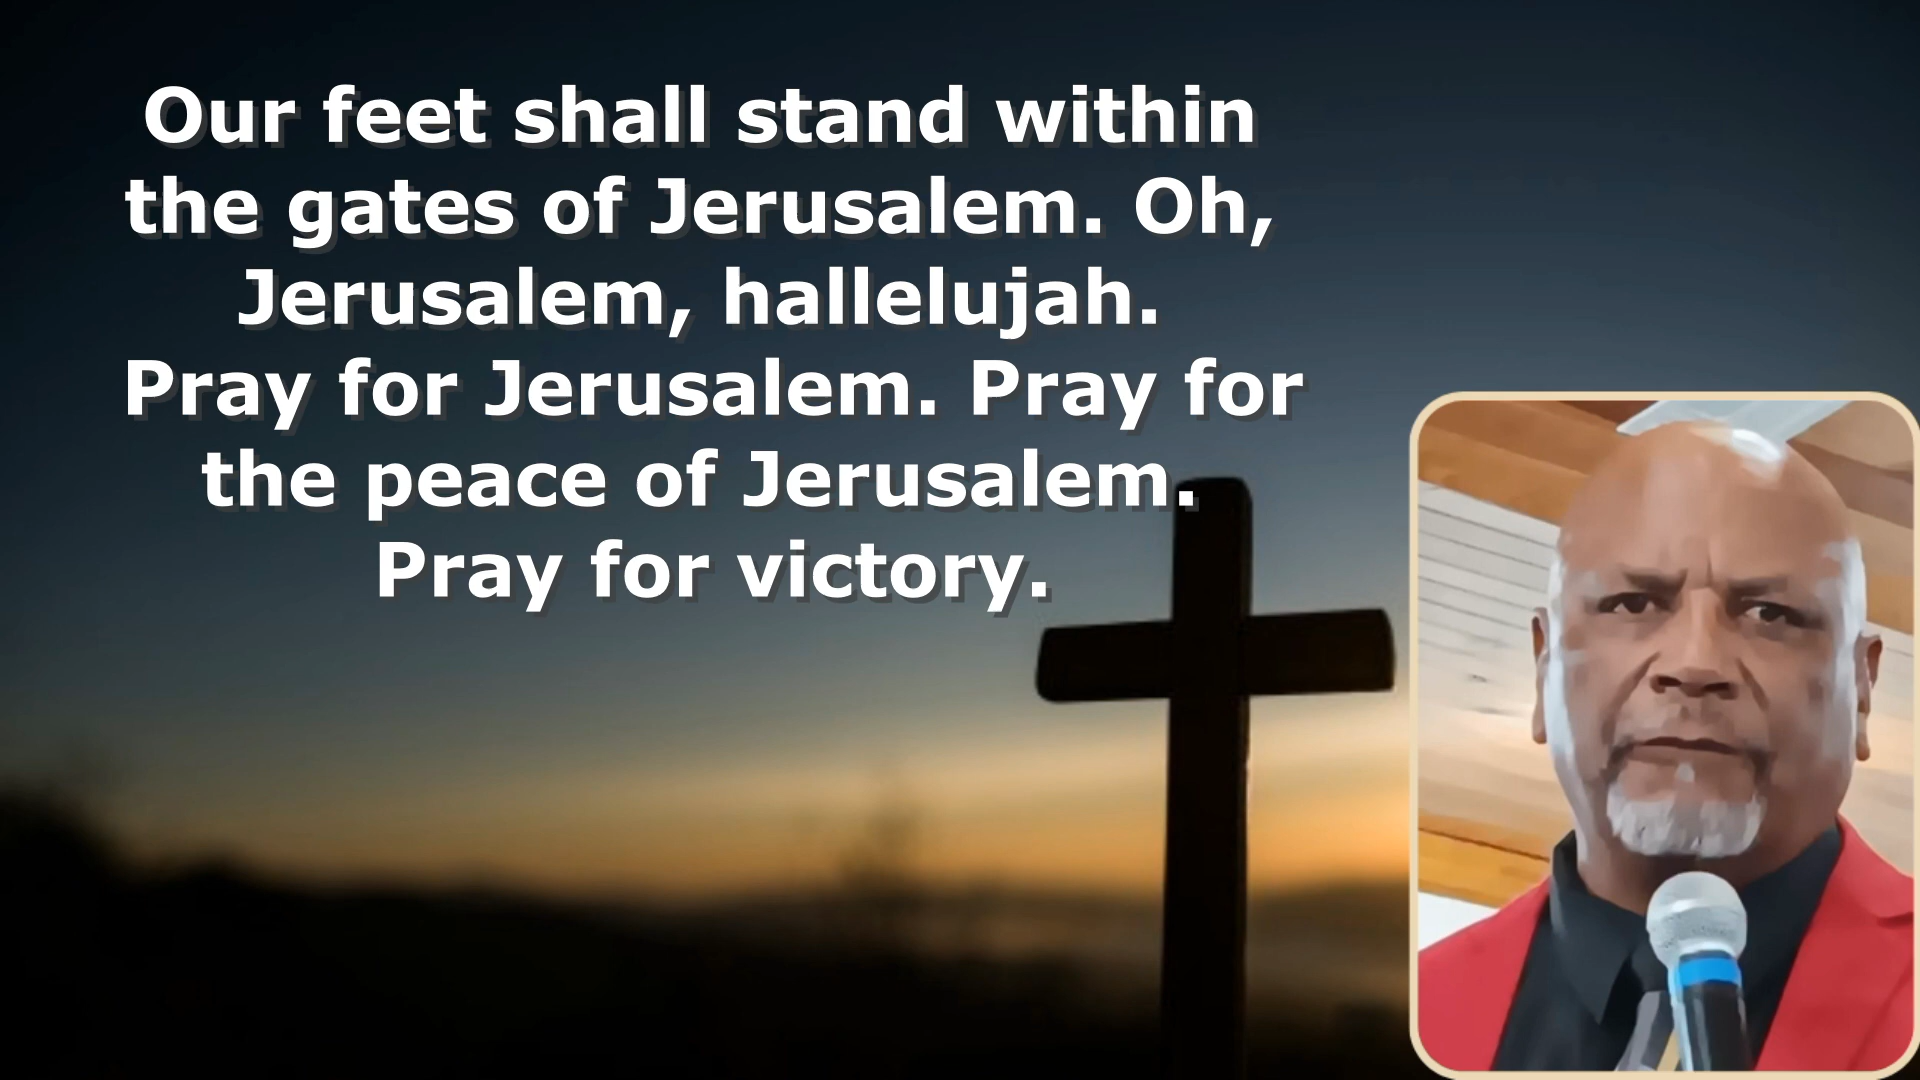 Our feet shall stand within
the gates of Jerusalem. Oh,
Jerusalem, hallelujah.
Pray for Jerusalem. Pray for
the peace of Jerusalem.
Pray for victory.